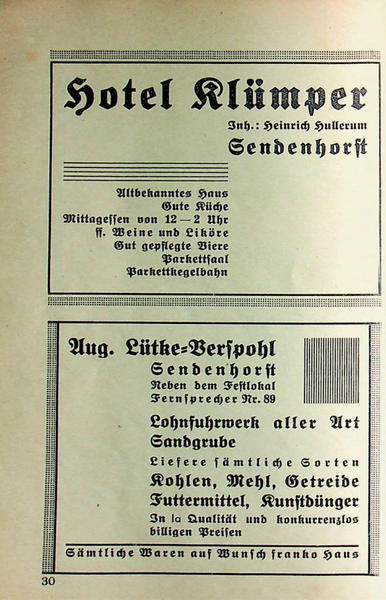 Hotel Klümper
Inh.: Heinrich Hullerum
Sendenhorst
Altbekanntes Haus
Gute Küche
Mittagessen von 12 — 2 Uhr
ff. Weine und Liköre
Gut gepflegte Biere
Parkettsaal
Parkettkegelbahn
Aug. Lütke=Verspohl
Sendenhorst
Neben dem Festlokal
Fernsprecher Nr. 89
Lohnfuhrwerk aller Art
Sandgrube
Liefere sämtliche Sorten
Kohlen, Mehl, Getreide
Futtermittel, Kunstdünger
In Ia Qualität und konkurrenzlos
billigen Preisen
Sämtliche Waren auf Wunsch franko Haus
30